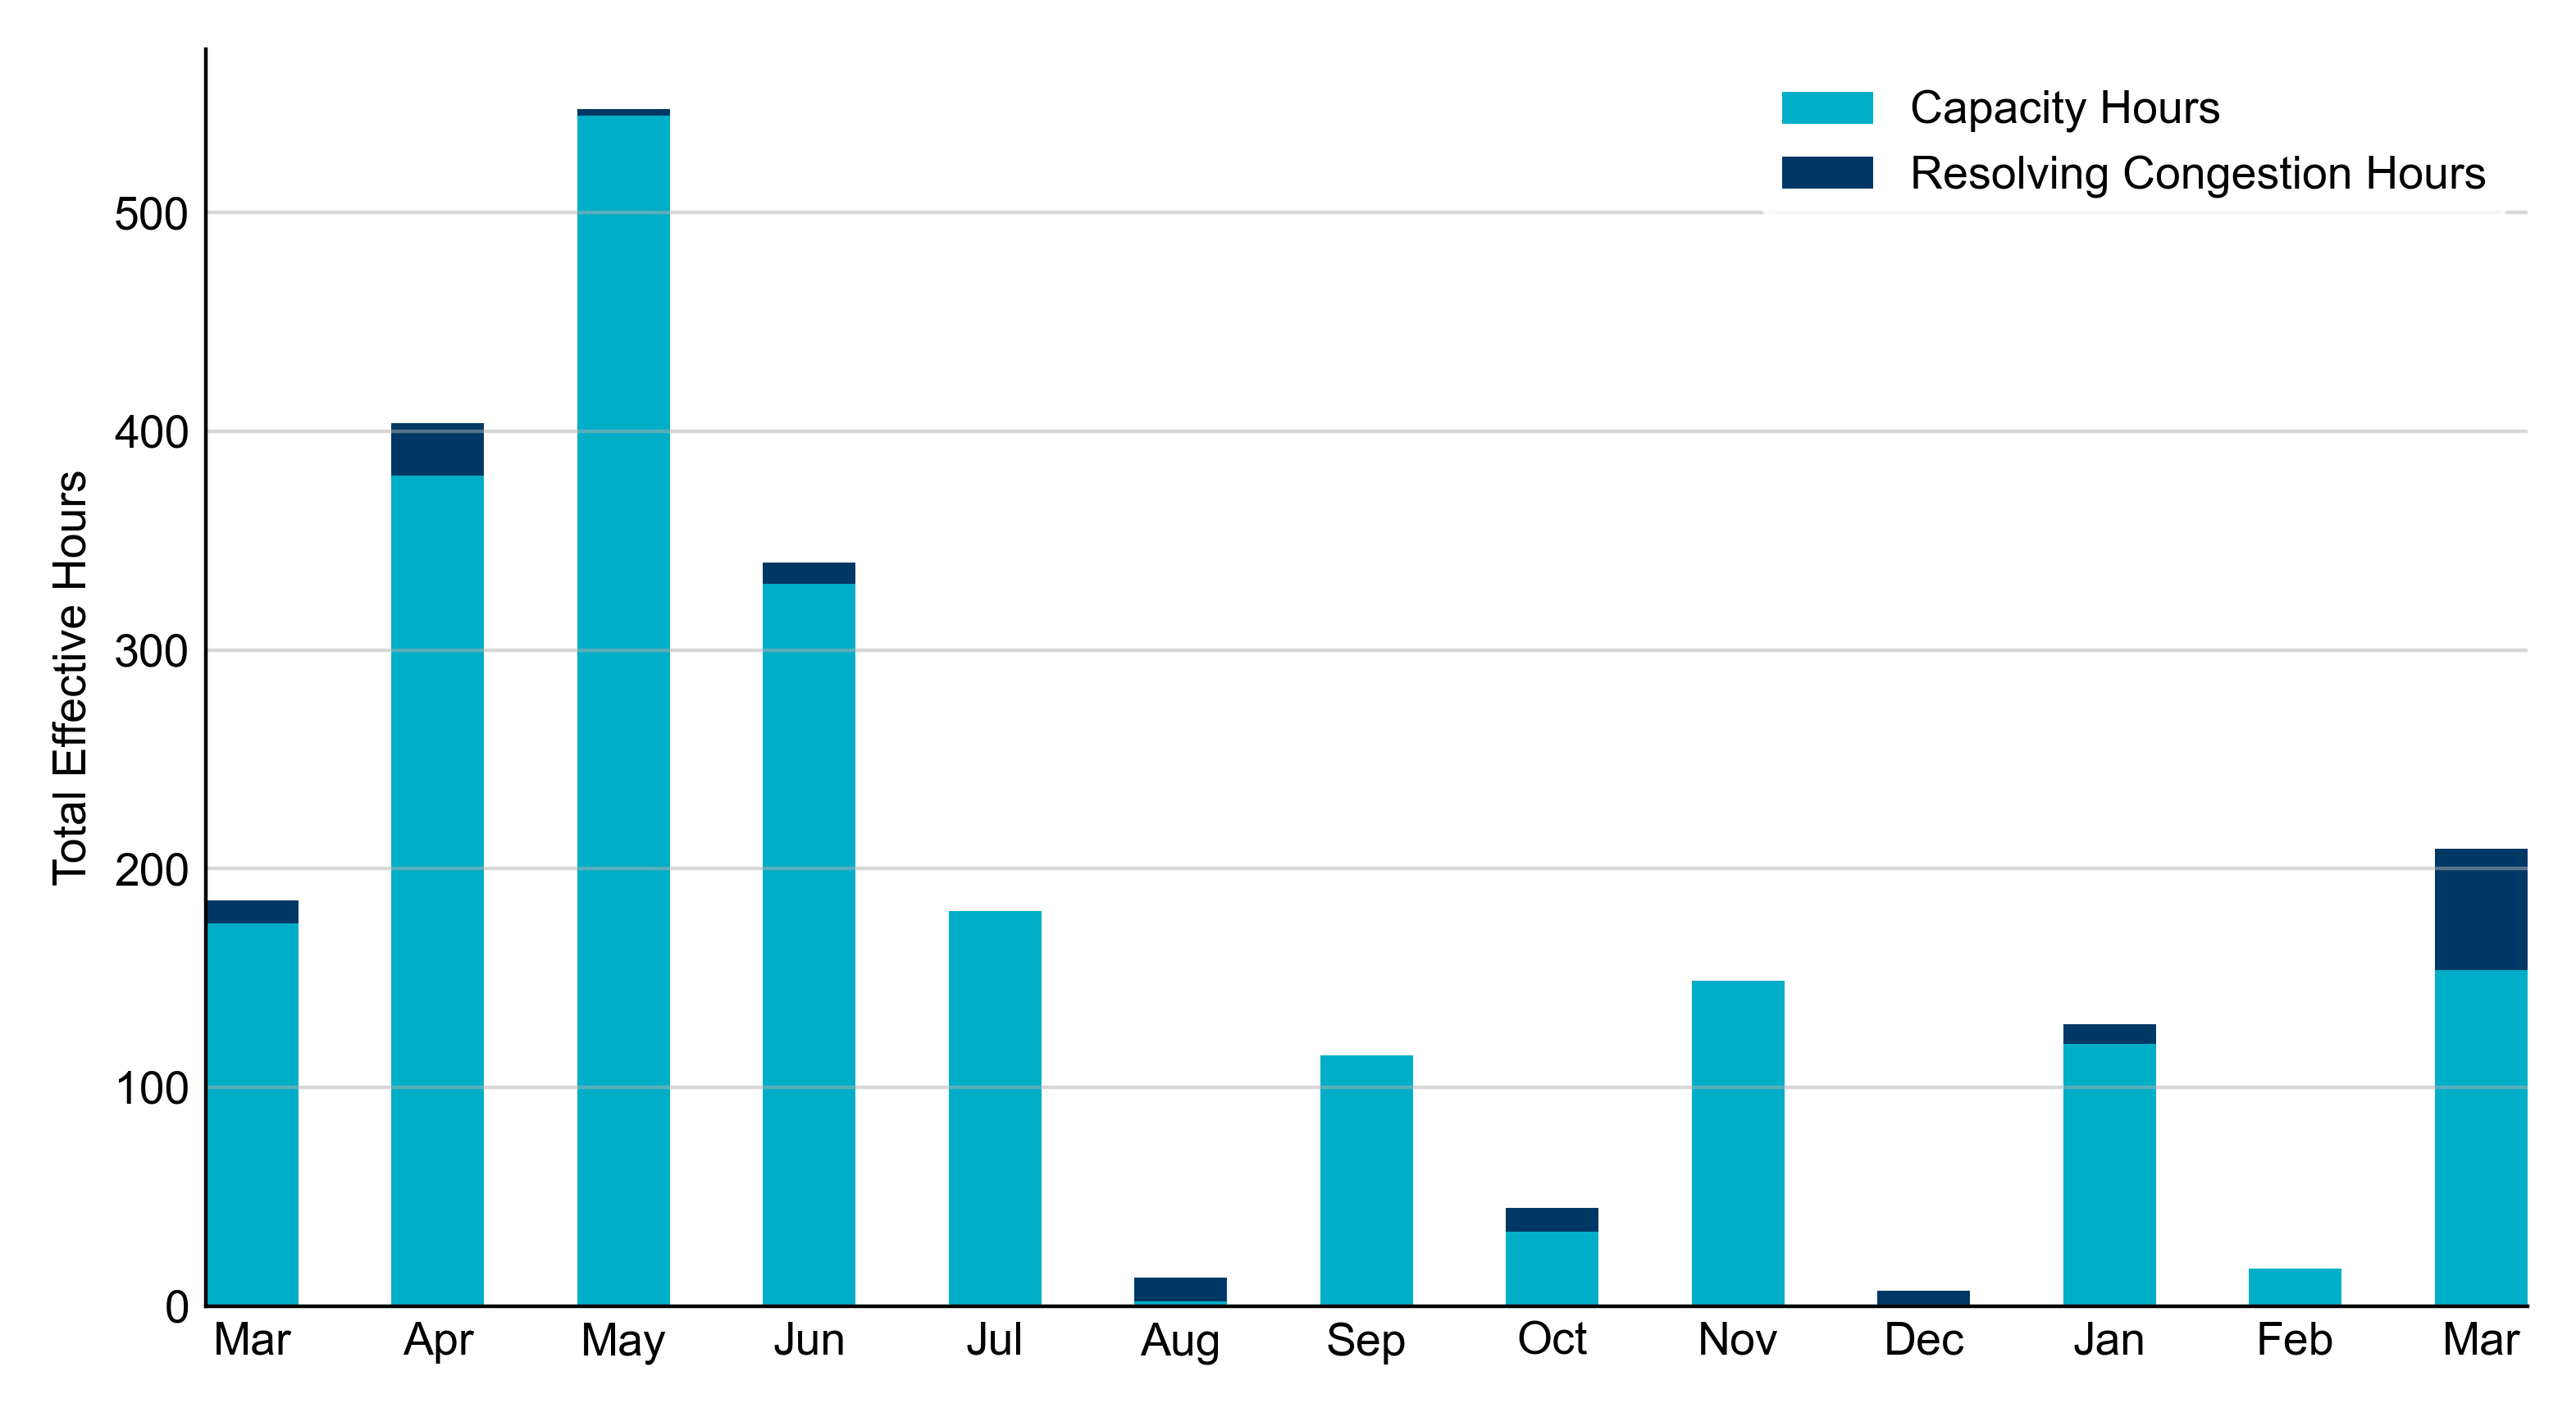 Capacity Hours
Resolving Congestion Hours
Total Effective Hours
500
400
300
200
100
0
Mar Apr May Jun Jul Aug Sep Oct Nov Dec Jan Feb Mar